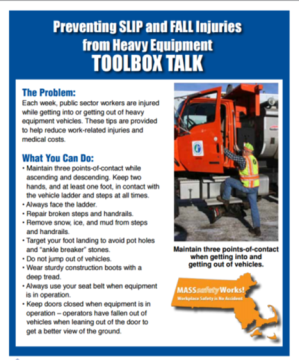 Preventing SLIP and FALL Injuries
from Heavy Equipment
TOOLBOX TALK
The Problem:
Each week, public sector workers are injured
while getting into or getting out of heavy
equipment vehicles. These tips are provided
to help reduce work-related injuries and
medical costs.
What You Can Do:
• Maintain three points-of-contact while
ascending and descending. Keep two
hands, and at least one foot, in contact with
the vehicle ladder and steps at all times.
• Always face the ladder.
• Repair broken steps and handrails.
• Remove snow, ice, and mud from steps
and handrails.
• Target your foot landing to avoid pot holes
and "ankle breaker" stones.
• Do not jump out of vehicles.
• Wear sturdy construction boots with a
deep tread.
• Always use your seat belt when equipment
is in operation.
• Keep doors closed when equipment is in
operation – operators have fallen out of
vehicles when leaning out of the door to
get a better view of the ground.
Maintain three points-of-contact
when getting into and
getting out of vehicles.
MASSsafetyWorks!
Workplace Safety is No Accident